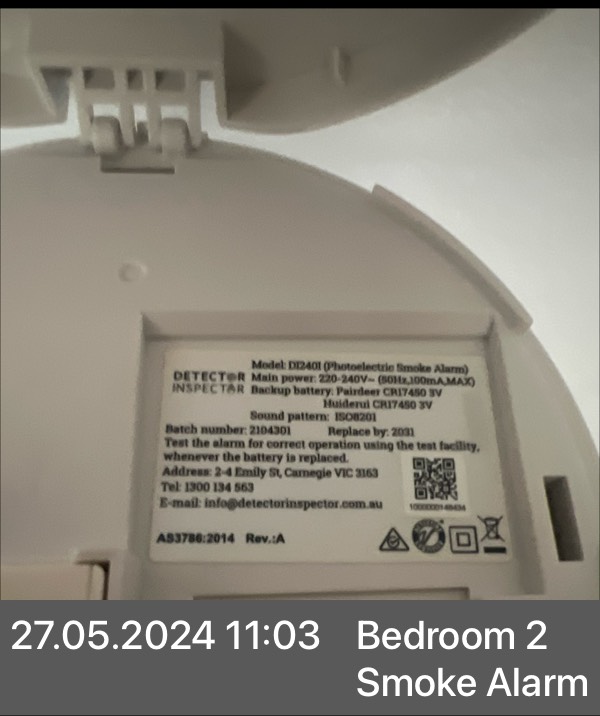 DETECTOR
INSPECTOR
Model: DI240I (Photoelectric Smoke Alarm)
Main power: 220-240V~ (50Hz,100mA,MAX)
Backup battery: Pairdeer CR17450 3V
Huiderui CR17450 3V
Sound pattern: ISO8201
Batch number: 2104301 Replace by: 2031
Test the alarm for correct operation using the test facility,
whenever the battery is replaced.
Address: 2-4 Emily St, Carnegie VIC 3163
Tel: 1300 134 563
E-mail: info@detectorinspector.com.au
AS3786:2014 Rev.:A
27.05.2024 11:03 Bedroom 2
Smoke Alarm